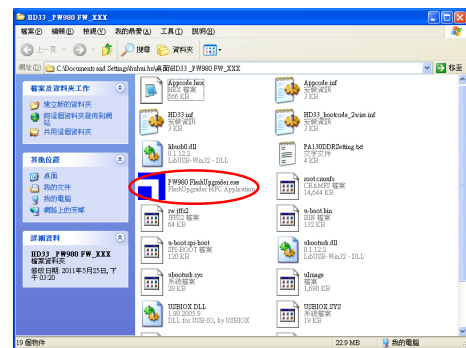 HD33 _PW980 FW_XXX
檔案(F) 編輯(E) 檢視(V) 我的最愛(A) 工具(T) 說明(H)
上一頁 搜尋 資料夾
網址(D) C:\Documents and Settings\bhhui.hu\桌面\HD33 _PW980 FW_XXX 移至
檔案及資料夾工作
建立新的資料夾
將這個資料夾發佈到網
站
共用這個資料夾
其他位置
桌面
我的文件
我的電腦
網路上的芳鄰
詳細資料
HD33 _PW980 FW_XXX
檔案資料夾
修改日期: 2011年5月25日, 下
午 03:20
Appcode.hex
HEX 檔案
566 KB
Appcode.inf
安裝資訊
3 KB
HD33.inf
安裝資訊
3 KB
HD33_bootcode_2wire.inf
安裝資訊
3 KB
libusb0.dll
0.1.12.2
LibUSB-Win32 - DLL
PA130DDRSetting.txt
文字文件
4 KB
PW980 FlashUpgrader.exe
FlashUpgrader MFC Application
root.cramfs
CRAMFS 檔案
14,644 KB
rw.jffs2
JFFS2 檔案
64 KB
u-boot.bin
BIN 檔案
132 KB
u-boot.spi-boot
SPI-BOOT 檔案
120 KB
ubootusb.dll
0.1.12.2
LibUSB-Win32 - DLL
ubootusb.sys
系統檔案
28 KB
uImage
檔案
1,690 KB
USBIOX.DLL
1.90.2005.9
DLL for USB-IO, by USBIOX
USBIOX.SYS
系統檔案
19 KB
19 個物件 22.9 MB 我的電腦